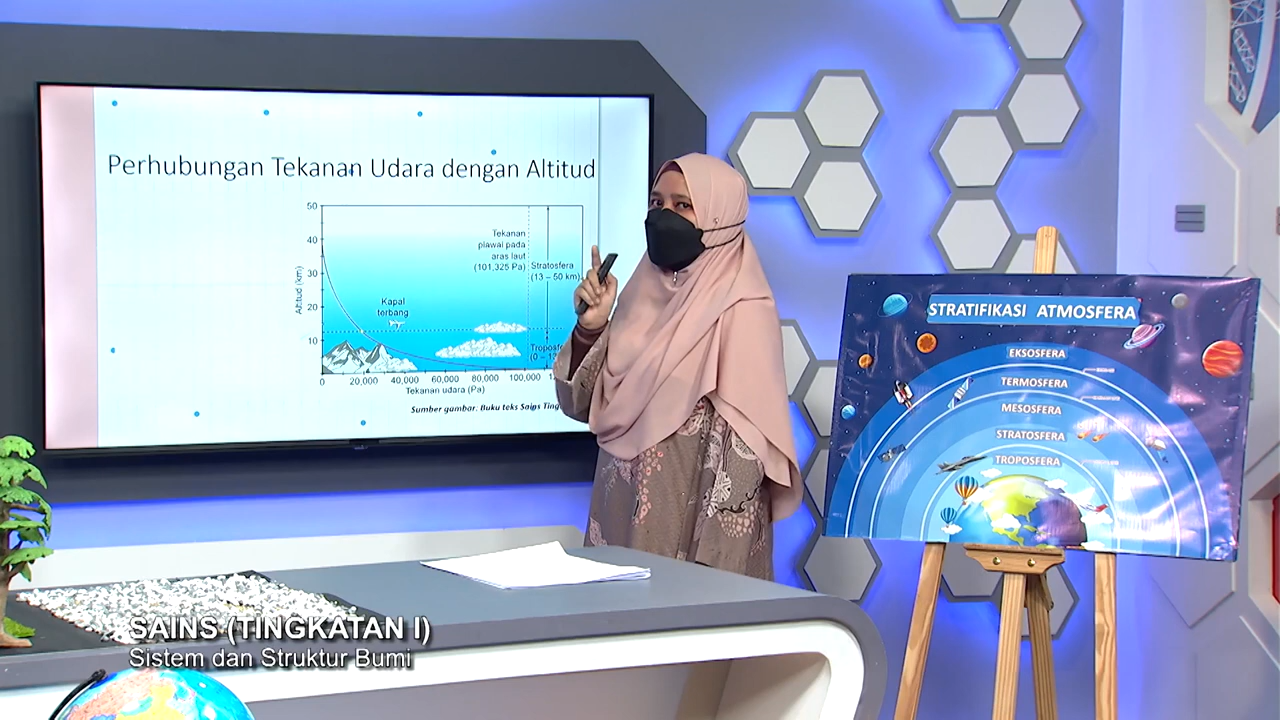 Perhubungan Tekanan Udara dengan Altitud
50
40
30
20
10
0
Altitud (km)
Tekanan
piawai pada
aras laut
(101,325 Pa)
Stratosfera
(13 – 50 km)
Kapal
terbang
20,000 40,000 60,000 80,000 100,000
Tekanan udara (Pa)
Sumber gambar: Buku teks Sains
STRATIFIKASI ATMOSFERA
EKSOSFERA
TERMOSFERA
MESOSFERA
STRATOSFERA
TROPOSFERA
SAINS (TINGKATAN I)
Sistem dan Struktur Bumi